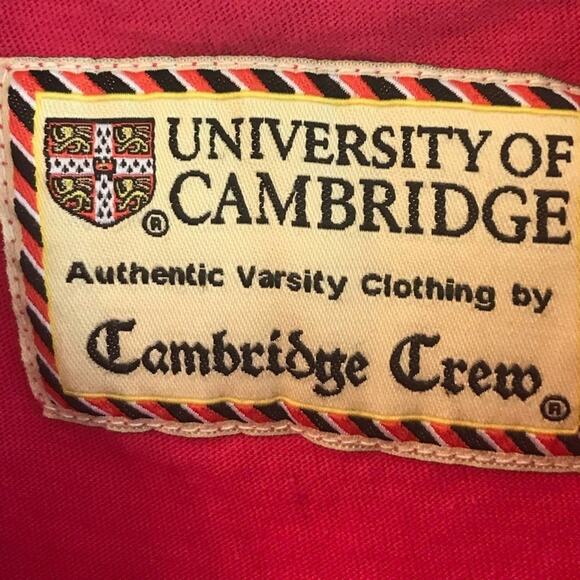 UNIVERSITY OF
CAMBRIDGE
®
Authentic Varsity Clothing by
Cambridge Crew®